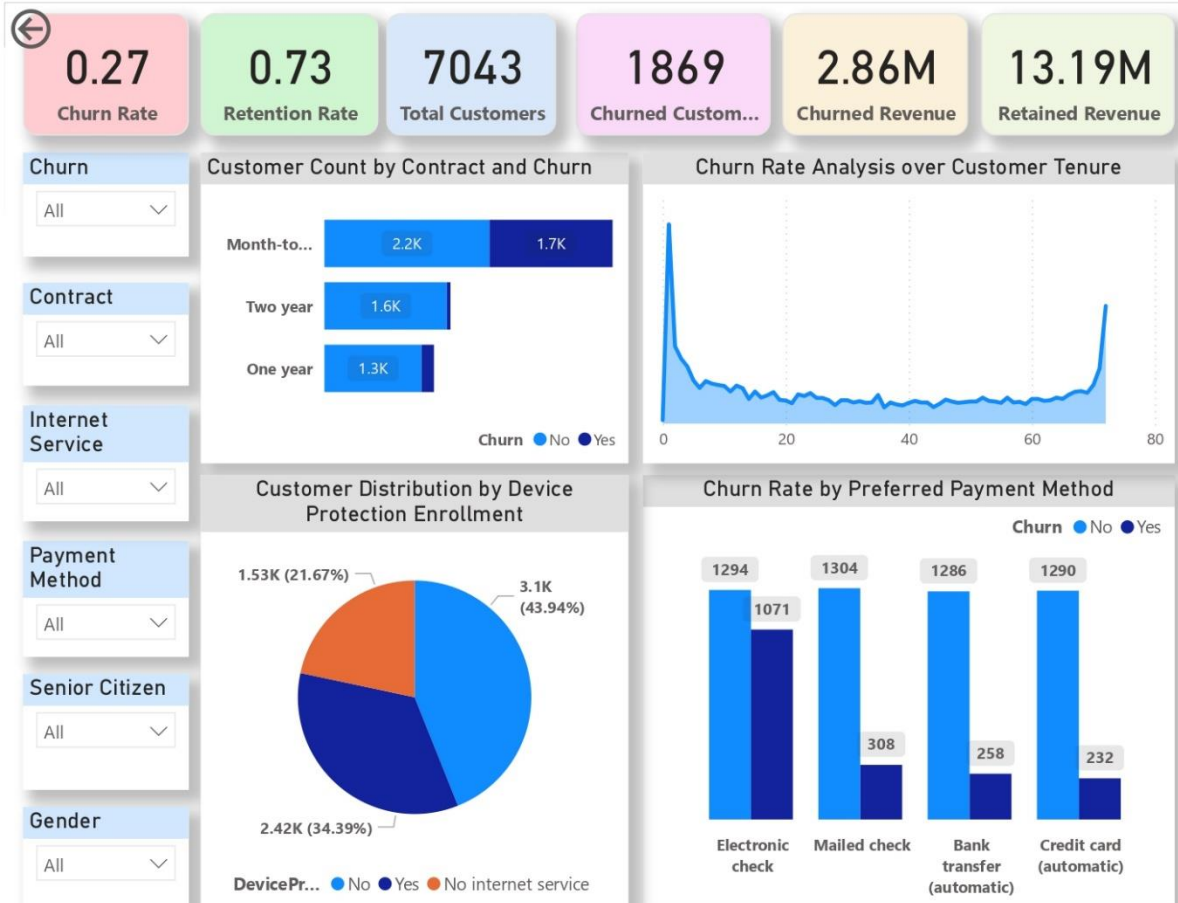 0.27
Churn Rate
0.73
Retention Rate
7043
Total Customers
1869
Churned Custom...
2.86M
Churned Revenue
13.19M
Retained Revenue
Churn
All
Contract
All
Internet
Service
All
Payment
Method
All
Senior Citizen
All
Gender
All
Customer Count by Contract and Churn
Month-to...
2.2K
1.7K
Two year
1.6K
One year
1.3K
Churn No Yes
Churn Rate Analysis over Customer Tenure
0 20 40 60 80
Customer Distribution by Device
Protection Enrollment
1.53K (21.67%)
3.1K
(43.94%)
2.42K (34.39%)
DevicePr... No Yes No internet service
Churn Rate by Preferred Payment Method
Churn No Yes
1294
1071
1304
308
1286
258
1290
232
Electronic
check
Mailed check
Bank
transfer
(automatic)
Credit card
(automatic)